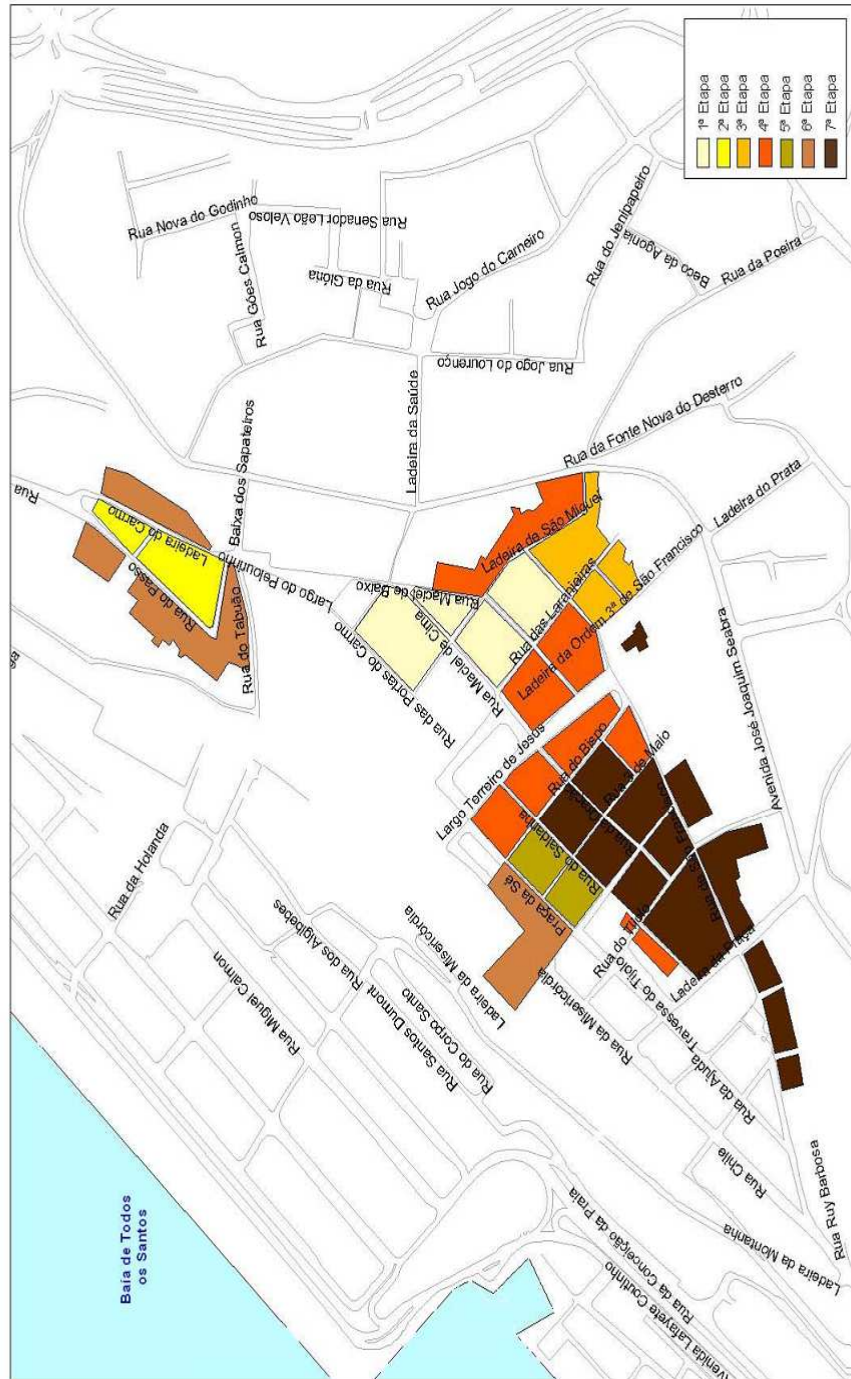 Baía de Todos
os Santos
1ª Etapa
2ª Etapa
3ª Etapa
4ª Etapa
5ª Etapa
6ª Etapa
7ª Etapa
Rua Nova do Godinho
Rua Góes Calmon
Rua Senador Leão Veloso
Rua da Glória
Rua Jogo do Carneiro
Rua do Jenipapeiro
Beco da Agonia
Rua da Poeira
Rua Jogo do Lourenço
Ladeira da Saúde
Baixa dos Sapateiros
Rua da Fonte Nova do Desterro
Ladeira do Prata
Avenida José Joaquim Seabra
Rua
Ladeira do Carmo
Rua do Passo
Rua do Tabuão
Largo do Pelourinho
Rua das Portas do Carmo
Rua Maciel de Baixo
Rua Maciel de Cima
Ladeira de São Miguel
Rua das Laranjeiras
Ladeira da Ordem 3ª de São Francisco
Largo Terreiro de Jesus
Rua do Bispo
Rua 3 de Maio
Rua do Saldanha
Praça da Sé
Rua do Tijolo
Rua de São Francisco
Ladeira da Praça
Travessa do Tijolo
Rua da Ajuda
Rua da Misericórdia
Ladeira da Misericórdia
Rua da Holanda
Rua dos Algibebes
Rua Miguel Calmon
Rua Santos Dumont
Rua do Corpo Santo
Rua Chile
Rua Ruy Barbosa
Ladeira da Montanha
Rua da Conceição da Praia
Avenida Lafayete Coutinho